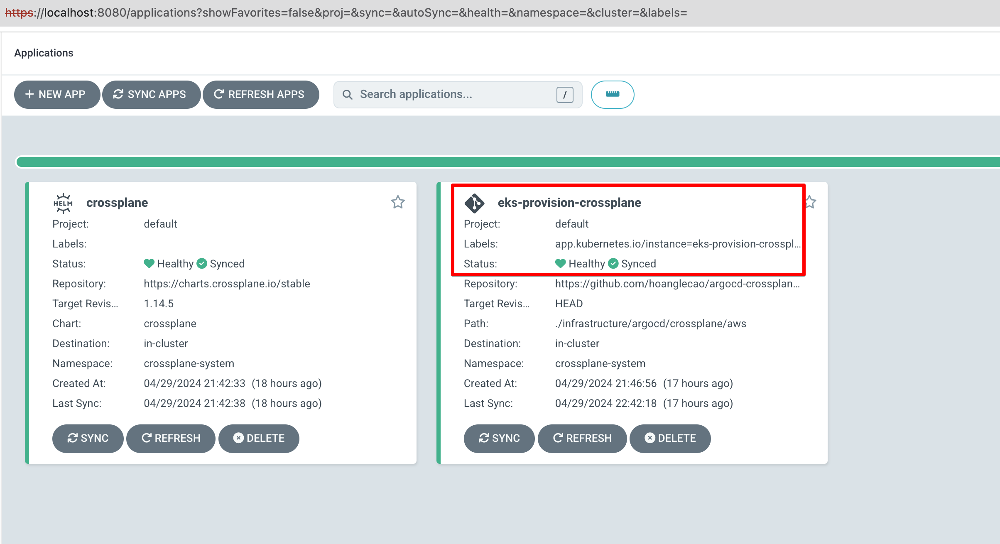 https://localhost:8080/applications?showFavorites=false&proj=&sync=&autoSync=&health=&namespace=&cluster=&labels=
Applications
NEW APP SYNC APPS REFRESH APPS Search applications... /
HELM crossplane
Project: default
Labels:
Status: Healthy Synced
Repository: https://charts.crossplane.io/stable
Target Revis... 1.14.5
Chart: crossplane
Destination: in-cluster
Namespace: crossplane-system
Created At: 04/29/2024 21:42:33 (18 hours ago)
Last Sync: 04/29/2024 21:42:38 (18 hours ago)
SYNC REFRESH DELETE
eks-provision-crossplane
Project: default
Labels: app.kubernetes.io/instance=eks-provision-crosspl...
Status: Healthy Synced
Repository: https://github.com/hoanglecao/argocd-crossplan...
Target Revis... HEAD
Path: ./infrastructure/argocd/crossplane/aws
Destination: in-cluster
Namespace: crossplane-system
Created At: 04/29/2024 21:46:56 (17 hours ago)
Last Sync: 04/29/2024 22:42:18 (17 hours ago)
SYNC REFRESH DELETE